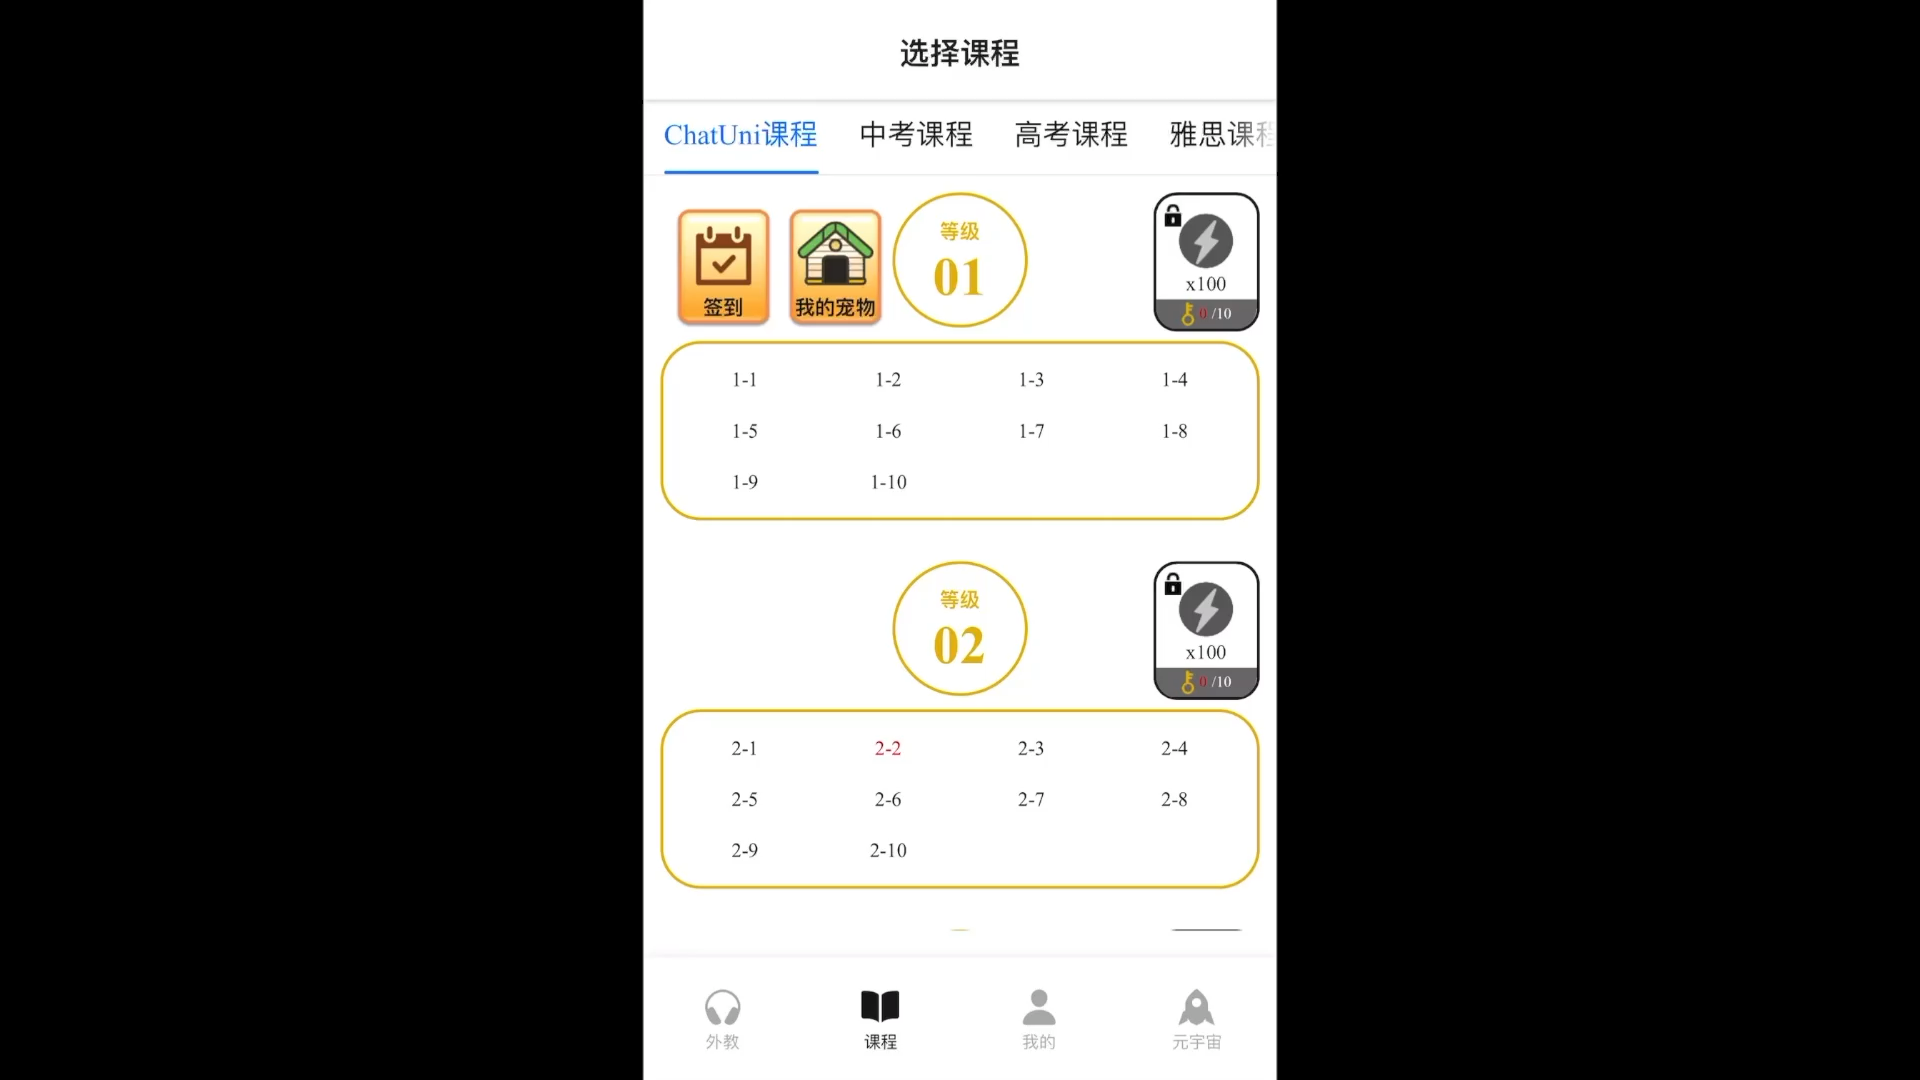 选择课程
ChatUni课程 中考课程 高考课程 雅思课程
签到 我的宠物 等级 01 x100 0 /10
1-1 1-2 1-3 1-4
1-5 1-6 1-7 1-8
1-9 1-10
等级 02 x100 0 /10
2-1 2-2 2-3 2-4
2-5 2-6 2-7 2-8
2-9 2-10
外教 课程 我的 元宇宙